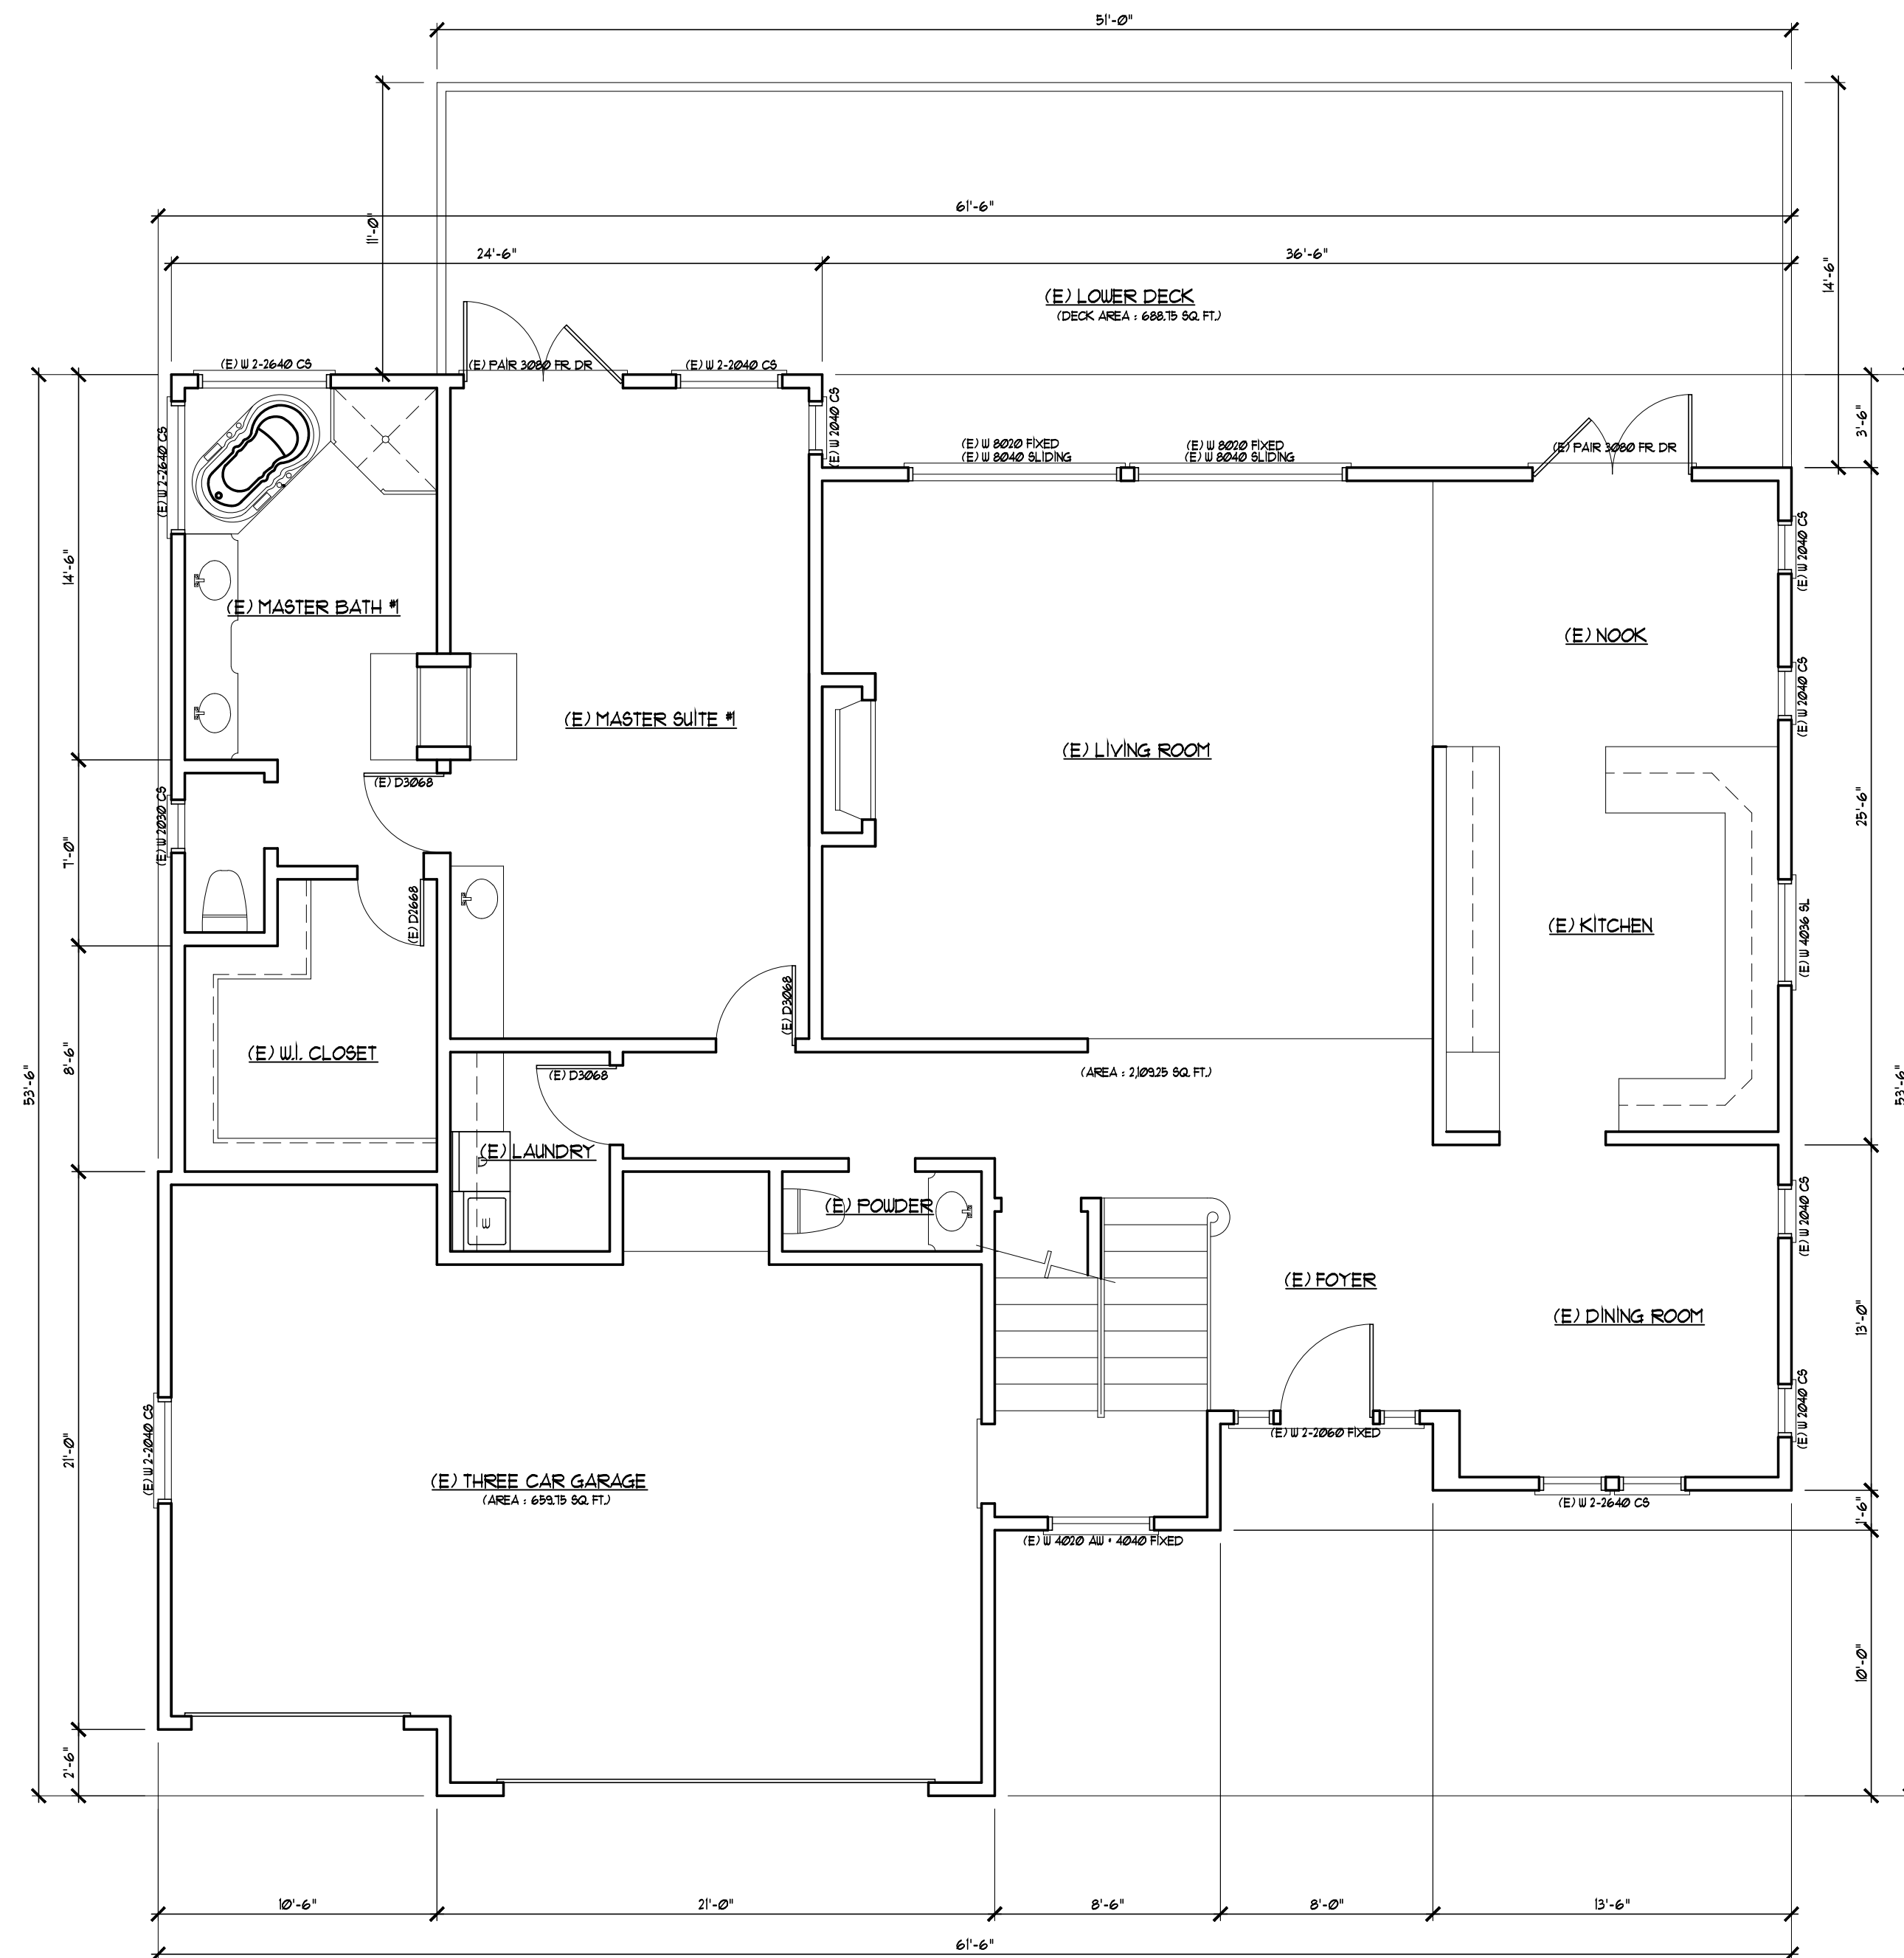 51'-0"
61'-6"
11'-0"
24'-6"
36'-6"
14'-6"
(E) LOWER DECK
(DECK AREA : 688.75 SQ. FT.)
(E) W 2-2640 CS
(E) PAIR 3080 FR. DR
(E) W 2-2040 CS
(E) W 2040 CS
(E) W 2-2640 CS
(E) W 8020 FIXED
(E) W 8040 SLIDING
(E) W 8020 FIXED
(E) W 8040 SLIDING
(E) PAIR 3080 FR. DR
3'-6"
(E) W 2040 CS
14'-6"
(E) MASTER BATH #1
(E) NOOK
(E) W 2040 CS
(E) MASTER SUITE #1
(E) LIVING ROOM
(E) D3068
(E) W 2030 CS
7'-0"
25'-6"
(E) D2668
(E) KITCHEN
(E) W 4036 SL
(E) D3068
(E) W.I. CLOSET
8'-6"
53'-6"
53'-6"
(E) D3068
(AREA : 2,109.25 SQ. FT.)
(E) LAUNDRY
D
W
(E) POWDER
(E) W 2040 CS
(E) FOYER
(E) DINING ROOM
13'-0"
(E) W 2040 CS
(E) W 2-2060 FIXED
(E) W 2-2040 CS
21'-0"
(E) THREE CAR GARAGE
(AREA : 659.75 SQ. FT.)
(E) W 2-2640 CS
1'-6"
(E) W 4020 AW + 4040 FIXED
10'-0"
2'-6"
10'-6"
21'-0"
8'-6"
8'-0"
13'-6"
61'-6"